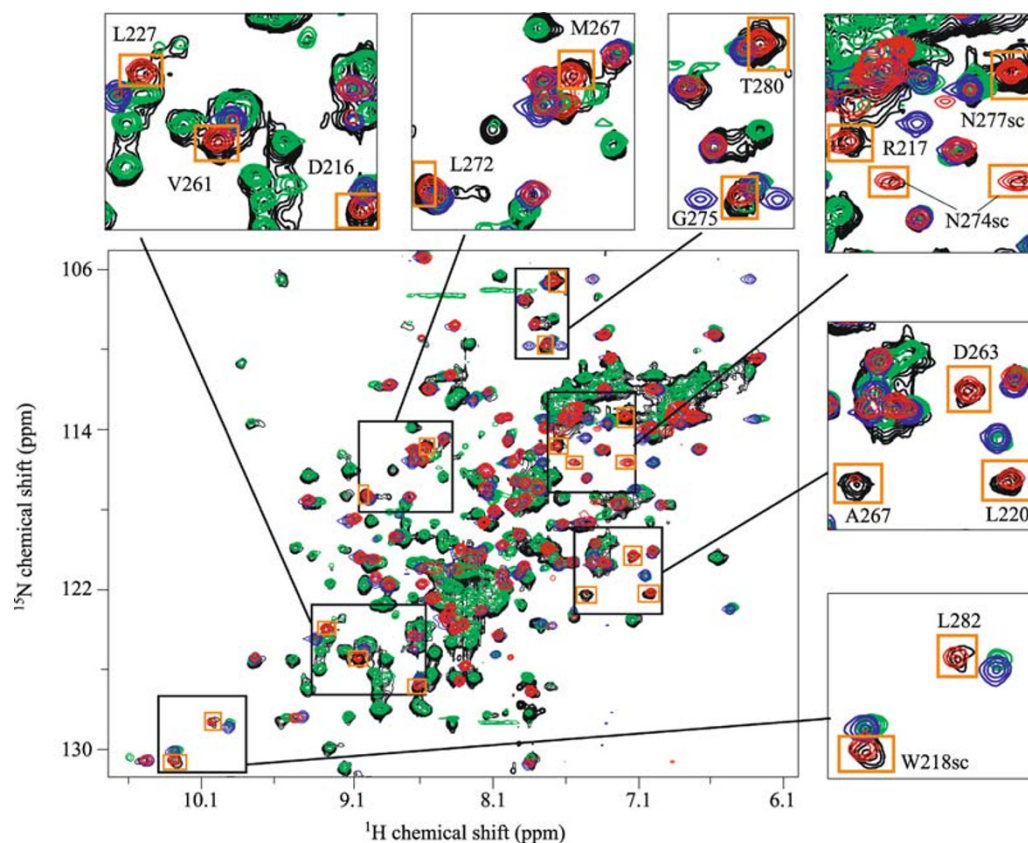 L227
V261
D216
M267
L272
T280
G275
N277sc
R217
N274sc
106
114
122
130
¹⁵N chemical shift (ppm)
D263
A267
L220
L282
W218sc
10.1 9.1 8.1 7.1 6.1
¹H chemical shift (ppm)